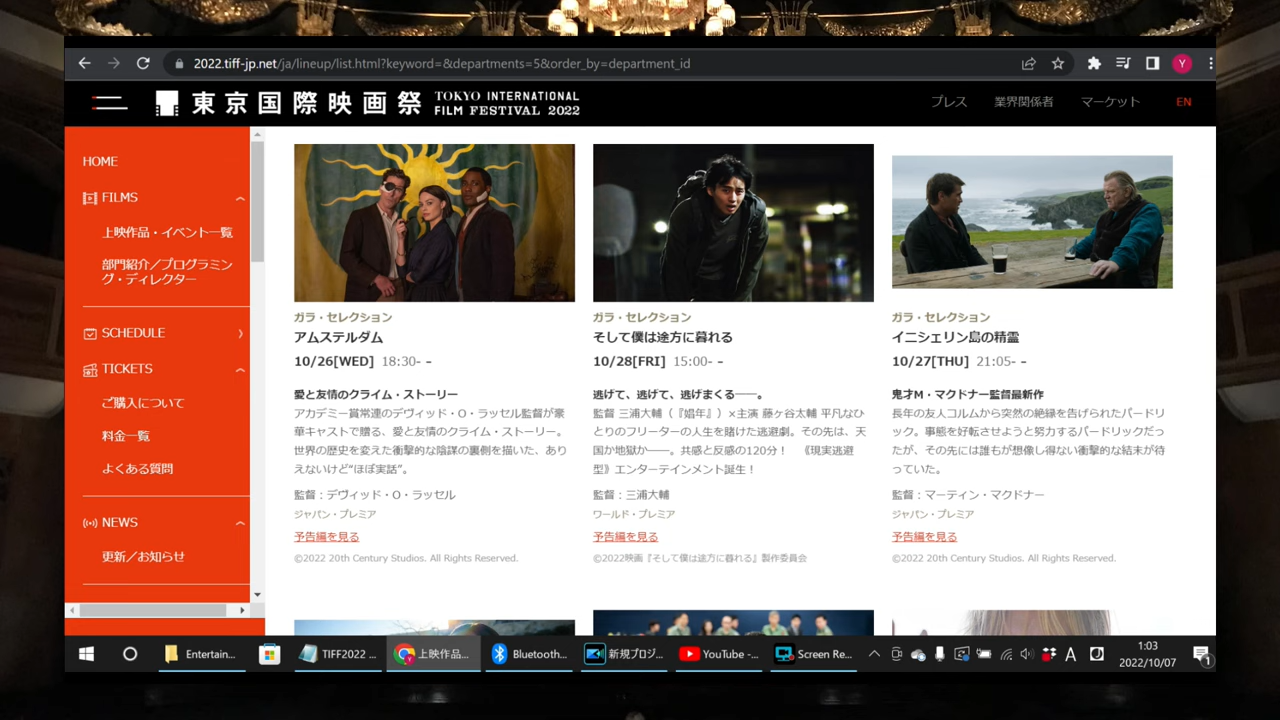 2022.tiff-jp.net/ja/lineup/list.html?keyword=&departments=5&order_by=department_id
Y
東京国際映画祭 TOKYO INTERNATIONAL
FILM FESTIVAL 2022
プレス 業界関係者 マーケット EN
HOME
FILMS
上映作品・イベント一覧
部門紹介／プログラミン
グ・ディレクター
SCHEDULE
TICKETS
ご購入について
料金一覧
よくある質問
NEWS
更新／お知らせ
ガラ・セレクション
アムステルダム
10/26[WED] 18:30- -
愛と友情のクライム・ストーリー
アカデミー賞常連のデヴィッド・O・ラッセル監督が豪
華キャストで贈る、愛と友情のクライム・ストーリー。
世界の歴史を変えた衝撃的な陰謀の裏側を描いた、あり
えないけど“ほぼ実話”。
監督：デヴィッド・O・ラッセル
ジャパン・プレミア
予告編を見る
©2022 20th Century Studios. All Rights Reserved.
ガラ・セレクション
そして僕は途方に暮れる
10/28[FRI] 15:00- -
逃げて、逃げて、逃げまくる――。
監督 三浦大輔（『娼年』）×主演 藤ヶ谷太輔 平凡なひ
とりのフリーターの人生を賭けた逃避劇。その先は、天
国か地獄か――。共感と反感の120分！　《現実逃避
型》エンターテインメント誕生！
監督：三浦大輔
ワールド・プレミア
予告編を見る
©2022映画『そして僕は途方に暮れる』製作委員会
ガラ・セレクション
イニシェリン島の精霊
10/27[THU] 21:05- -
鬼才M・マクドナー監督最新作
長年の友人コルムから突然の絶縁を告げられたパードリ
ック。事態を好転させようと努力するパードリックだっ
たが、その先には誰もが想像し得ない衝撃的な結末が待
っていた。
監督：マーティン・マクドナー
ジャパン・プレミア
予告編を見る
©2022 20th Century Studios. All Rights Reserved.
Entertain... TIFF2022 ... 上映作品... Bluetooth... 新規プロジ... YouTube -... Screen Re... A 1:03
2022/10/07
1